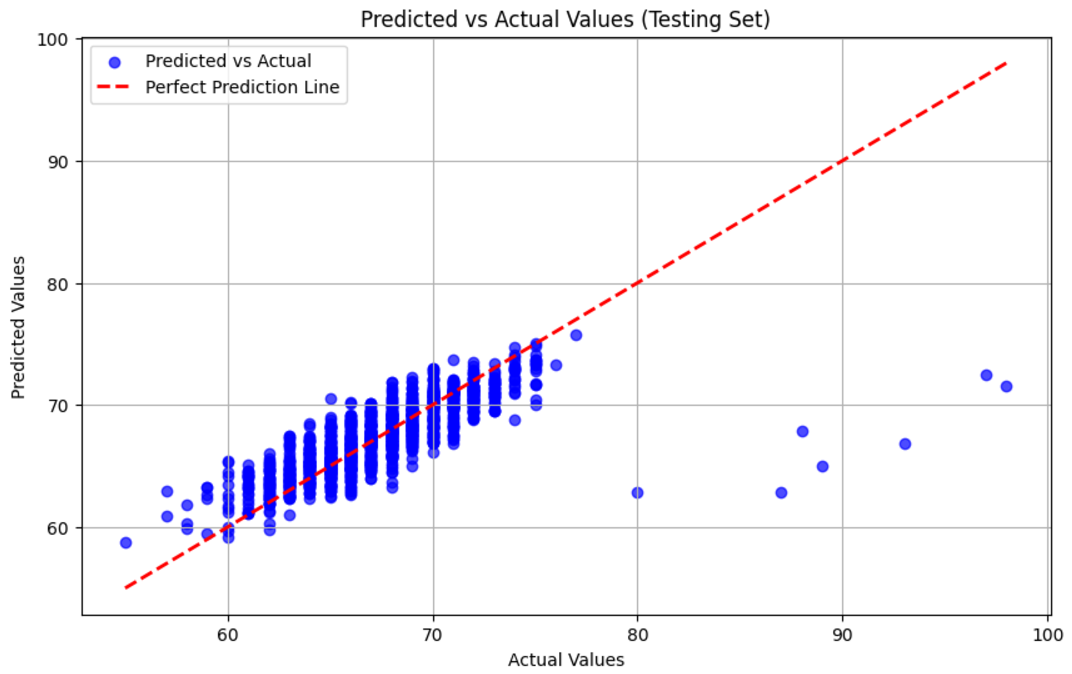 Predicted vs Actual Values (Testing Set)
Predicted vs Actual
Perfect Prediction Line
100
90
80
70
60
Predicted Values
60 70 80 90 100
Actual Values